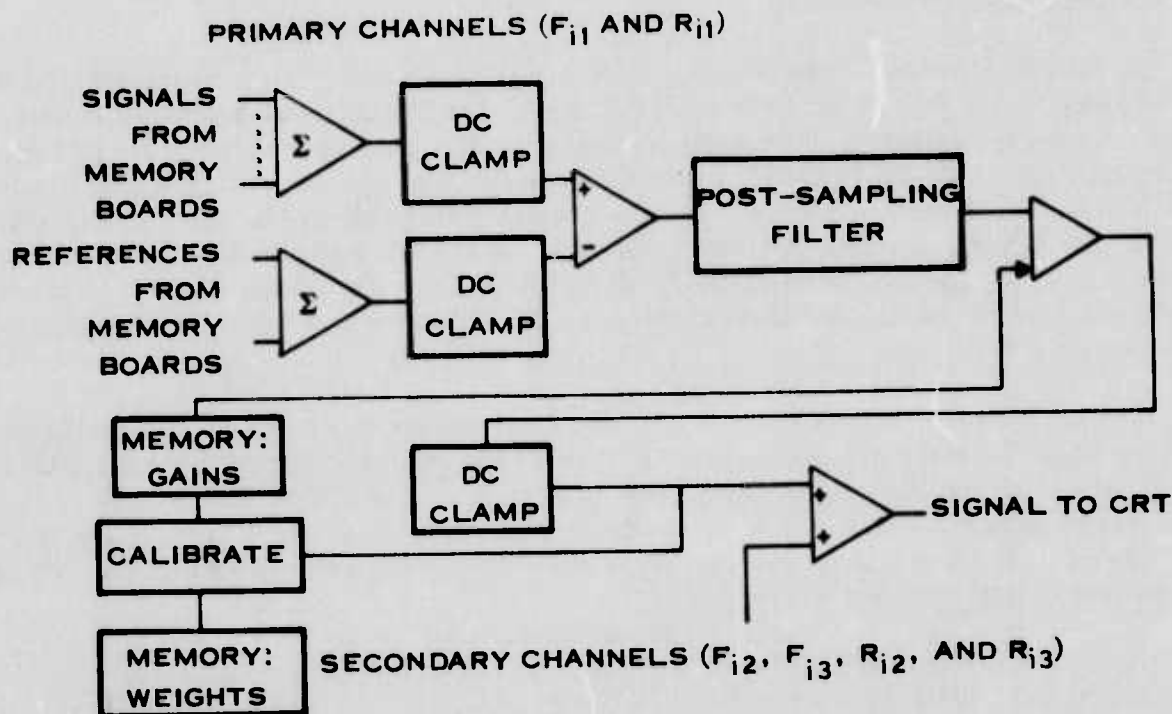 PRIMARY CHANNELS (Fi1 AND Ri1)
SIGNALS
FROM
MEMORY
BOARDS
Σ
DC
CLAMP
+
-
POST-SAMPLING
FILTER
REFERENCES
FROM
MEMORY
BOARDS
Σ
DC
CLAMP
MEMORY:
GAINS
DC
CLAMP
+
+
SIGNAL TO CRT
CALIBRATE
MEMORY:
WEIGHTS
SECONDARY CHANNELS (Fi2, Fi3, Ri2, AND Ri3)